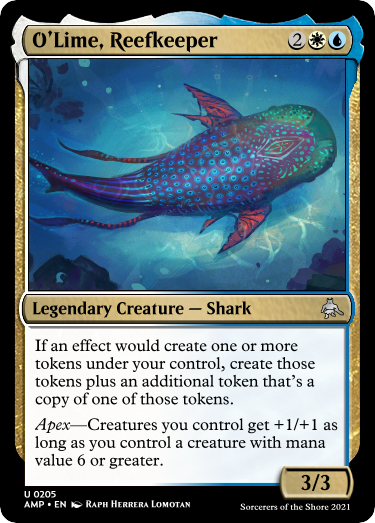 O'Lime, Reefkeeper 2
Legendary Creature — Shark
If an effect would create one or more
tokens under your control, create those
tokens plus an additional token that's a
copy of one of those tokens.
Apex—Creatures you control get +1/+1 as
long as you control a creature with mana
value 6 or greater.
3/3
U 0205
AMP • EN Raph Herrera Lomotan
Sorcerers of the Shore 2021